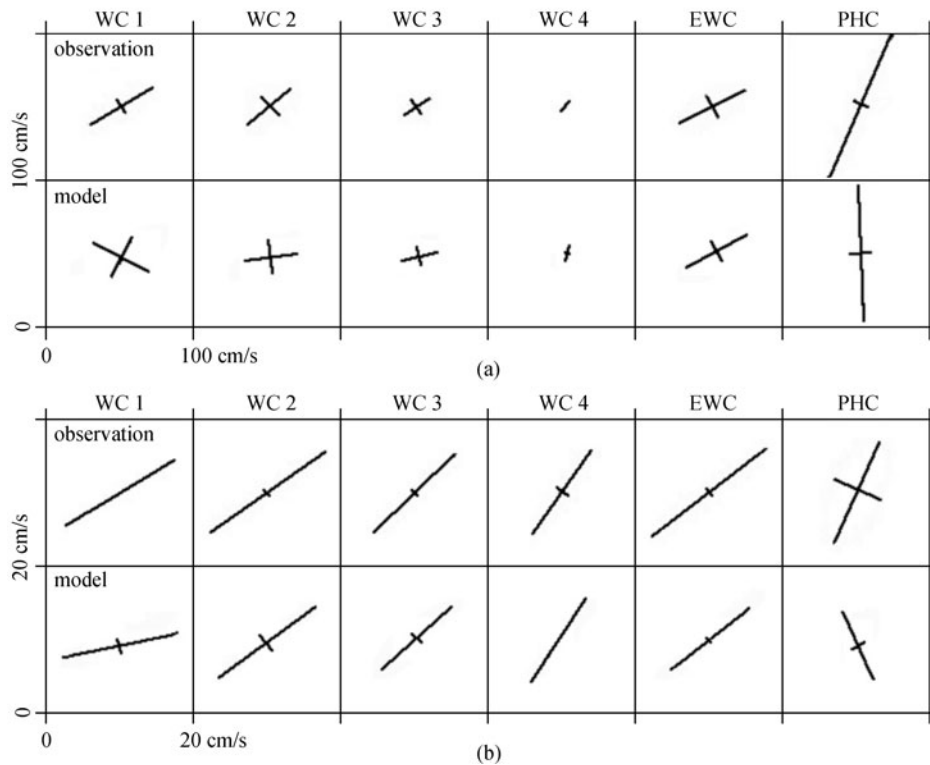 WC 1 WC 2 WC 3 WC 4 EWC PHC
observation
100 cm/s
model
0
0 100 cm/s
(a)
WC 1 WC 2 WC 3 WC 4 EWC PHC
observation
20 cm/s
model
0
0 20 cm/s
(b)